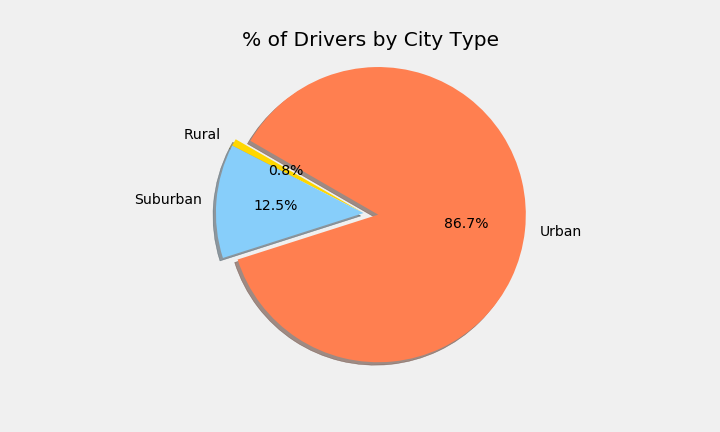 % of Drivers by City Type
Rural
0.8%
Suburban
12.5%
86.7%
Urban